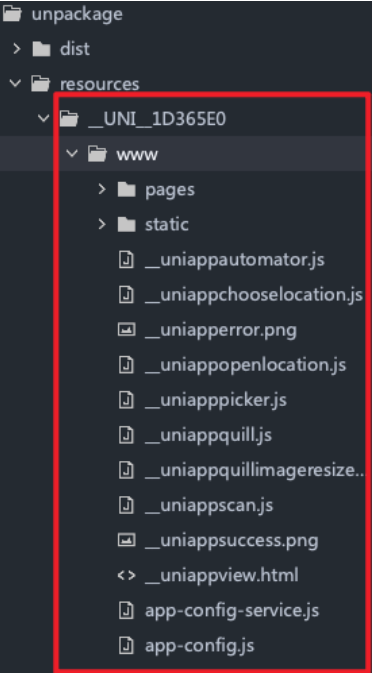 unpackage
dist
resources
__UNI__1D365E0
www
pages
static
__uniappautomator.js
__uniappchooselocation.js
__uniapperror.png
__uniappopenlocation.js
__uniapppicker.js
__uniappquill.js
__uniappquillimageresize..
__uniappscan.js
__uniappsuccess.png
__uniappview.html
app-config-service.js
app-config.js